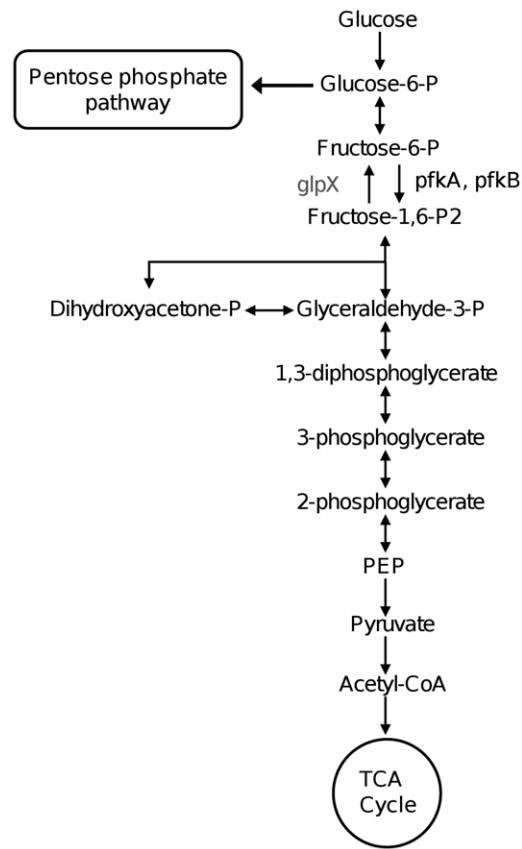 Glucose
Pentose phosphate
pathway
Glucose-6-P
Fructose-6-P
glpX
pfkA, pfkB
Fructose-1,6-P2
Dihydroxyacetone-P
Glyceraldehyde-3-P
1,3-diphosphoglycerate
3-phosphoglycerate
2-phosphoglycerate
PEP
Pyruvate
Acetyl-CoA
TCA
Cycle